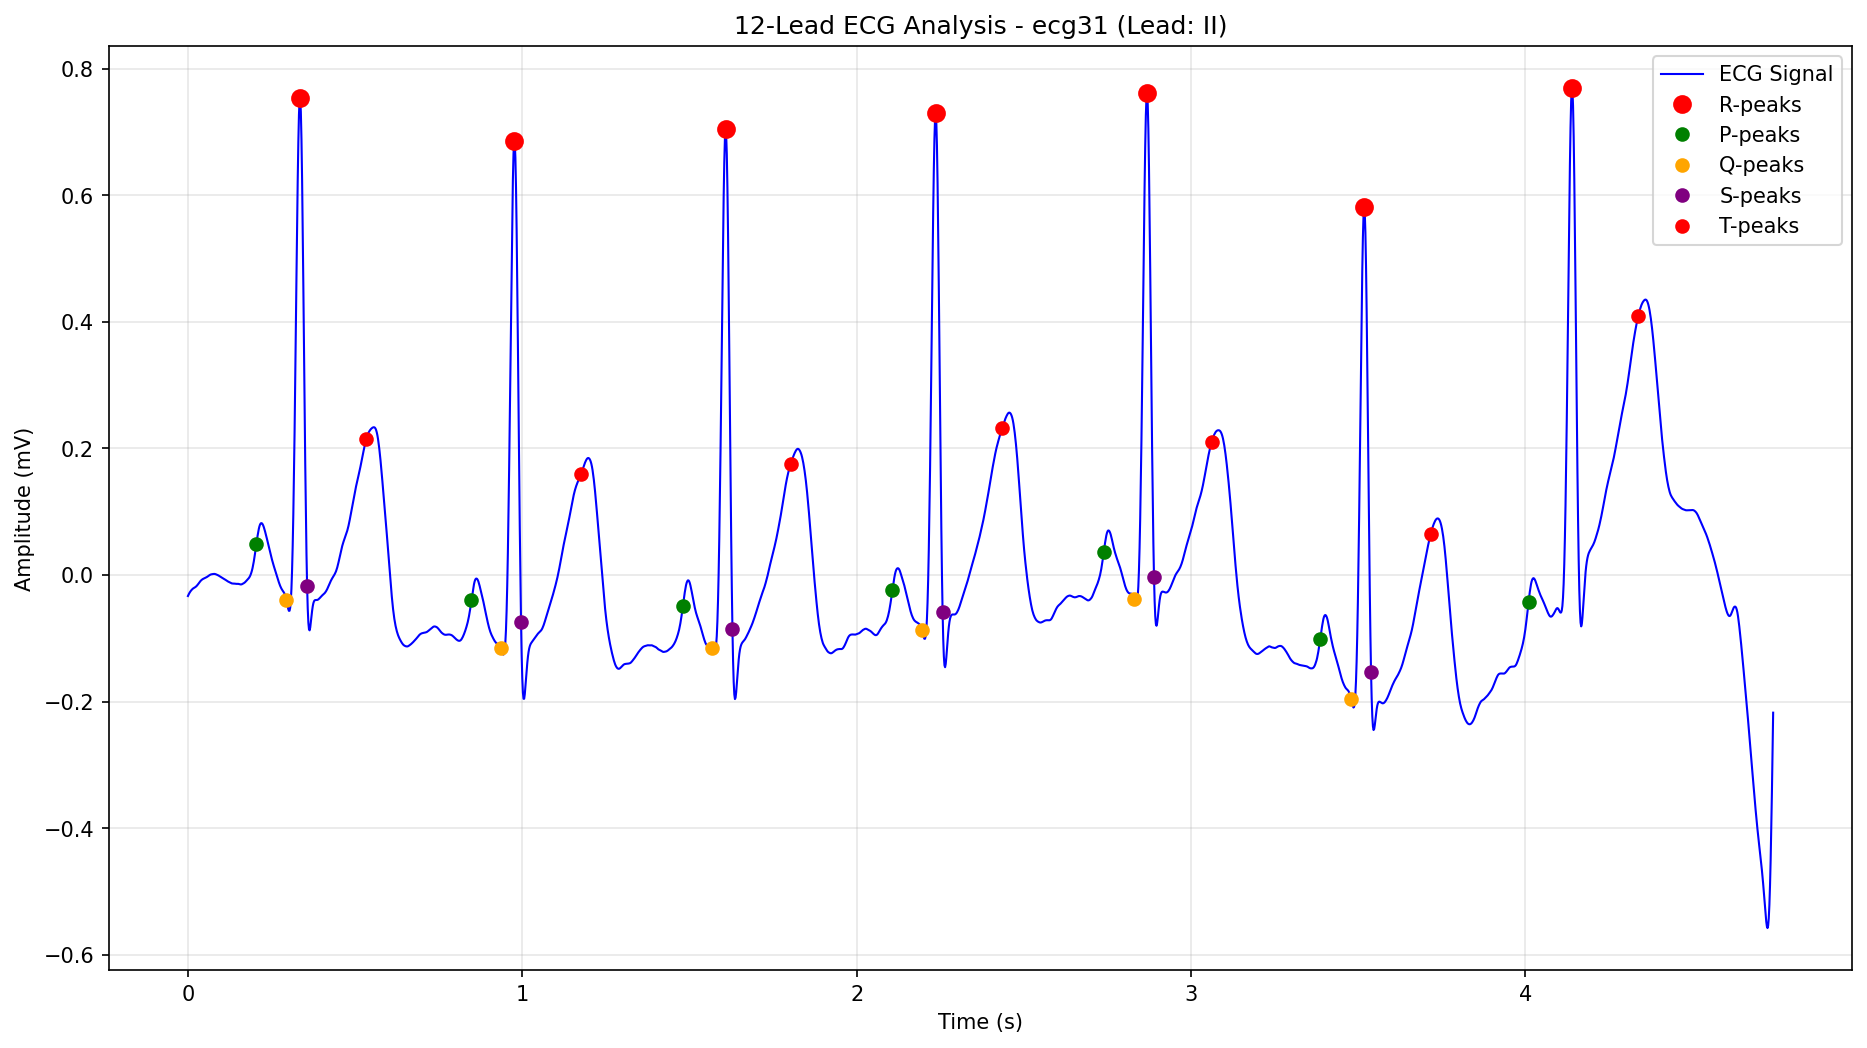 12-Lead ECG Analysis - ecg31 (Lead: II)
ECG Signal
R-peaks
P-peaks
Q-peaks
S-peaks
T-peaks
Amplitude (mV)
0.8
0.6
0.4
0.2
0.0
−0.2
−0.4
−0.6
0 1 2 3 4
Time (s)